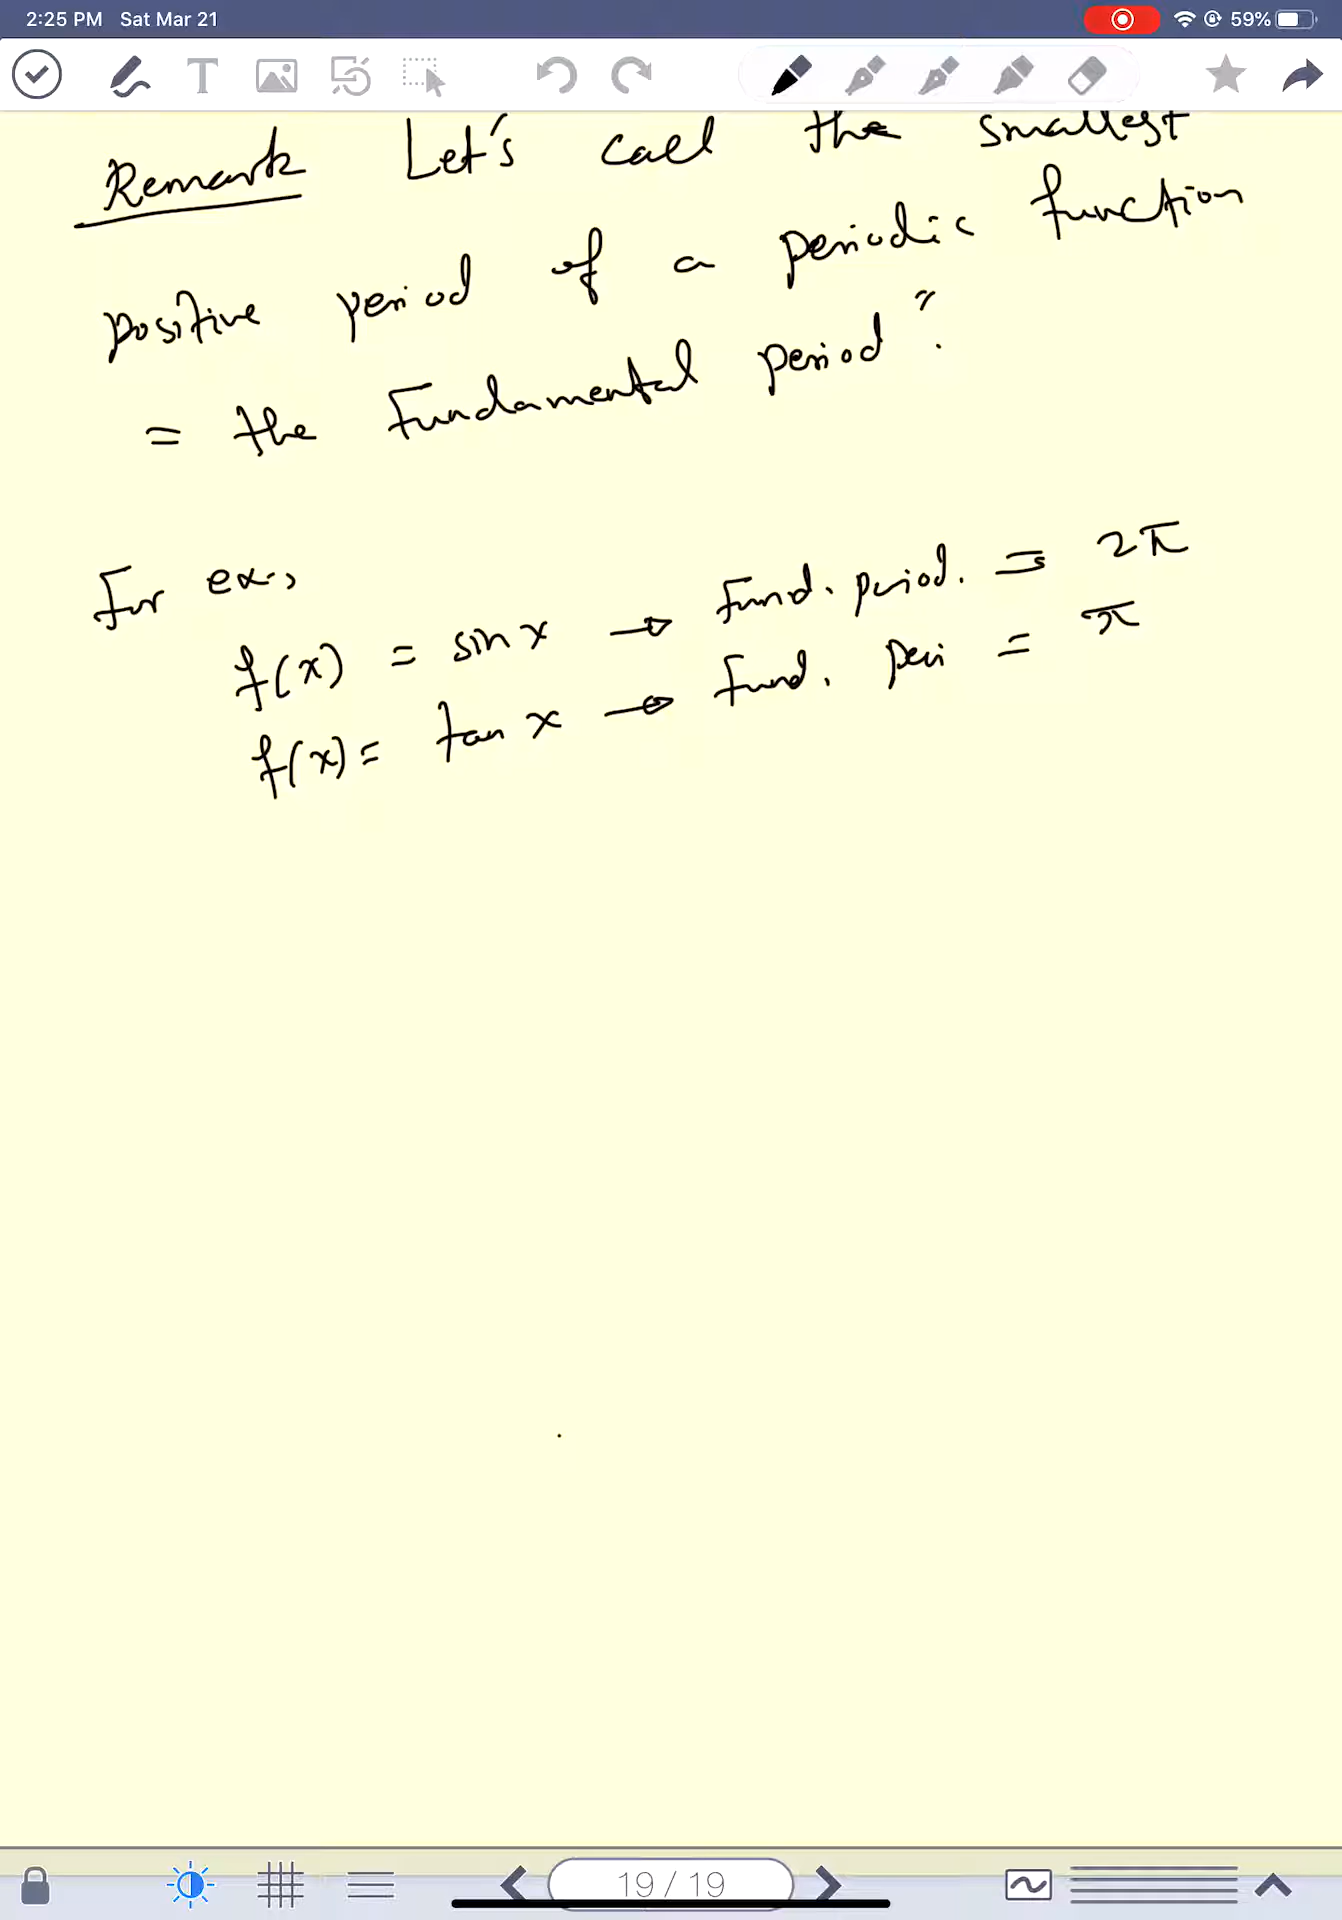 2:25 PM Sat Mar 21 59%
Remark Let's call the smallest
positive period of a periodic function
= the Fundamental period".
For ex.,
f(x) = sin x → Fund. period. = 2π
f(x) = tan x → Fund. peri = π
19 / 19